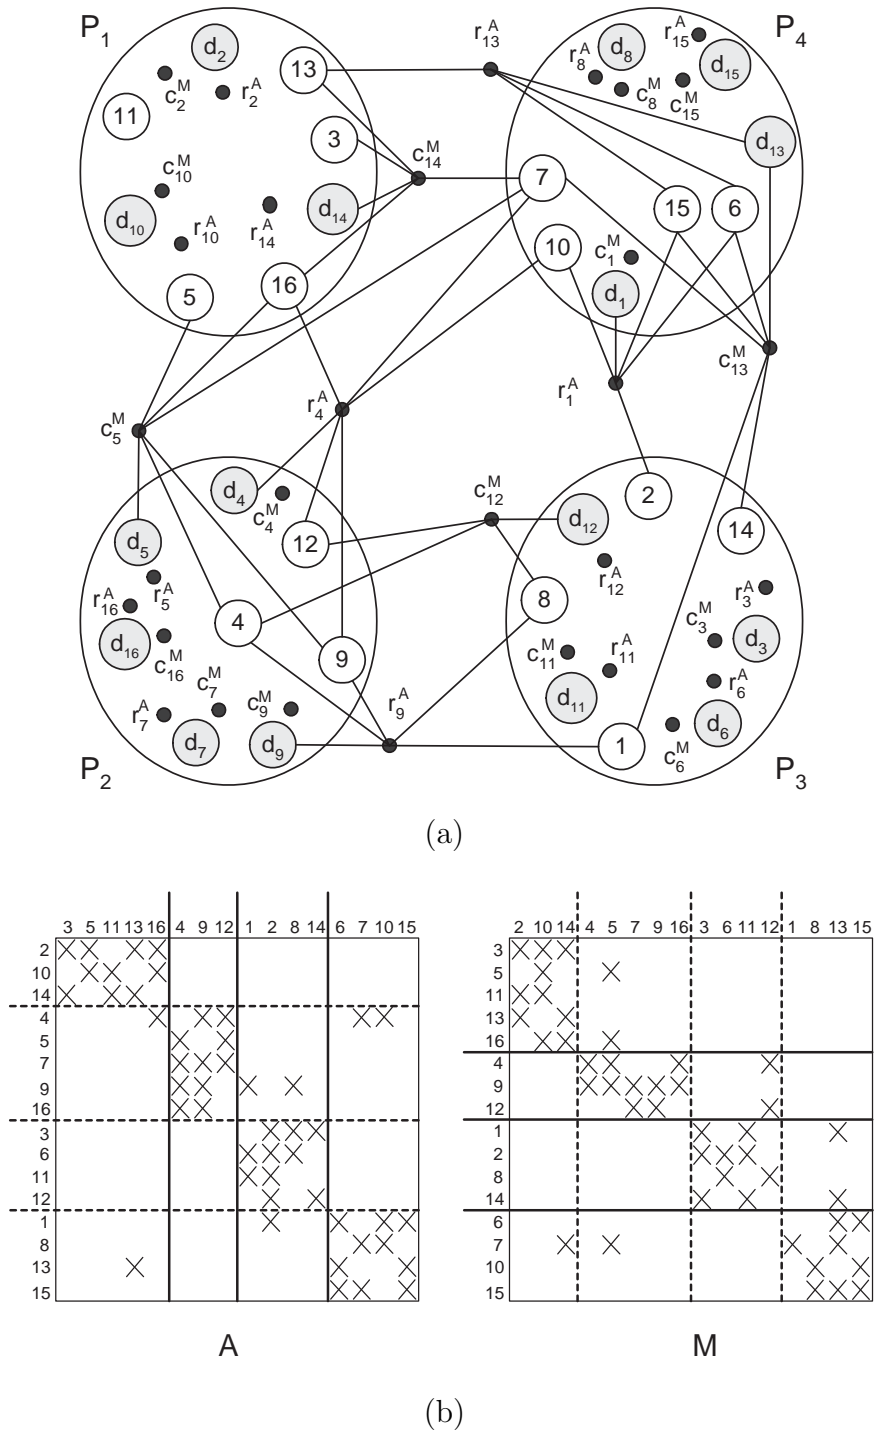 P1 r13A P4
d2 13 r8A d8 r15A d15
c2M r2A c8M c15M
11 3 c14M d13
c10M 7
d10 r10A r14A d14 15 6
10 c1M
5 16 d1
c13M
r4A r1A
c5M
d4 c4M c12M 2
d5 12 d12 14
r5A r12A
r16A 8 r3A
d16 c16M 4 c3M d3
9 c11M r11A r6A
c7M c9M r9A d11
r7A d7 d9 1 d6
c6M
P2 P3
(a)
3 5 11 13 16 4 9 12 1 2 8 14 6 7 10 15
2
10
14
4
5
7
9
16
3
6
11
12
1
8
13
15
A
2 10 14 4 5 7 9 16 3 6 11 12 1 8 13 15
3
5
11
13
16
4
9
12
1
2
8
14
6
7
10
15
M
(b)